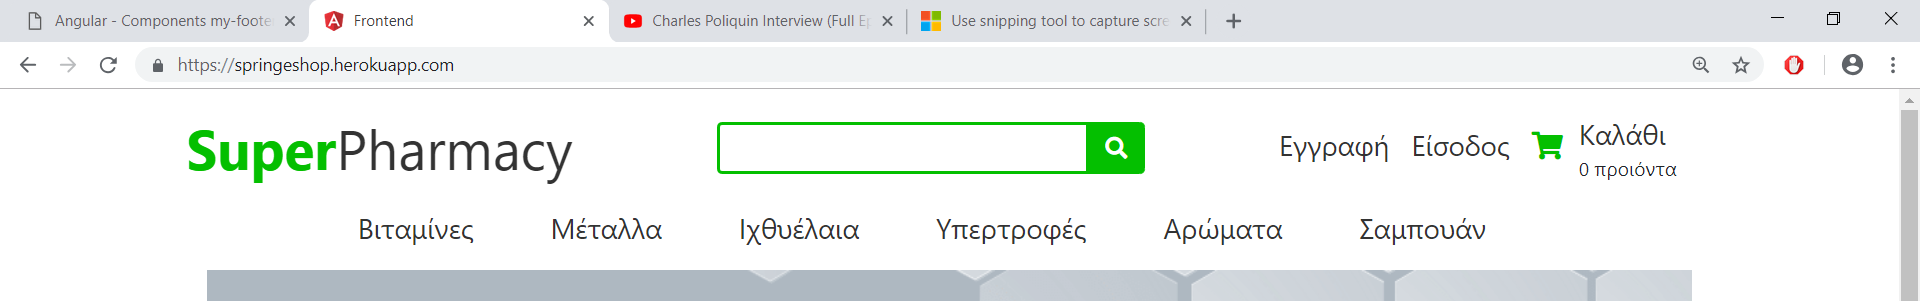 Angular - Components my-foote
Frontend
Charles Poliquin Interview (Full Ep
Use snipping tool to capture scre
https://springeshop.herokuapp.com
SuperPharmacy
Εγγραφή Είσοδος Καλάθι
0 προιόντα
Βιταμίνες Μέταλλα Ιχθυέλαια Υπερτροφές Αρώματα Σαμπουάν